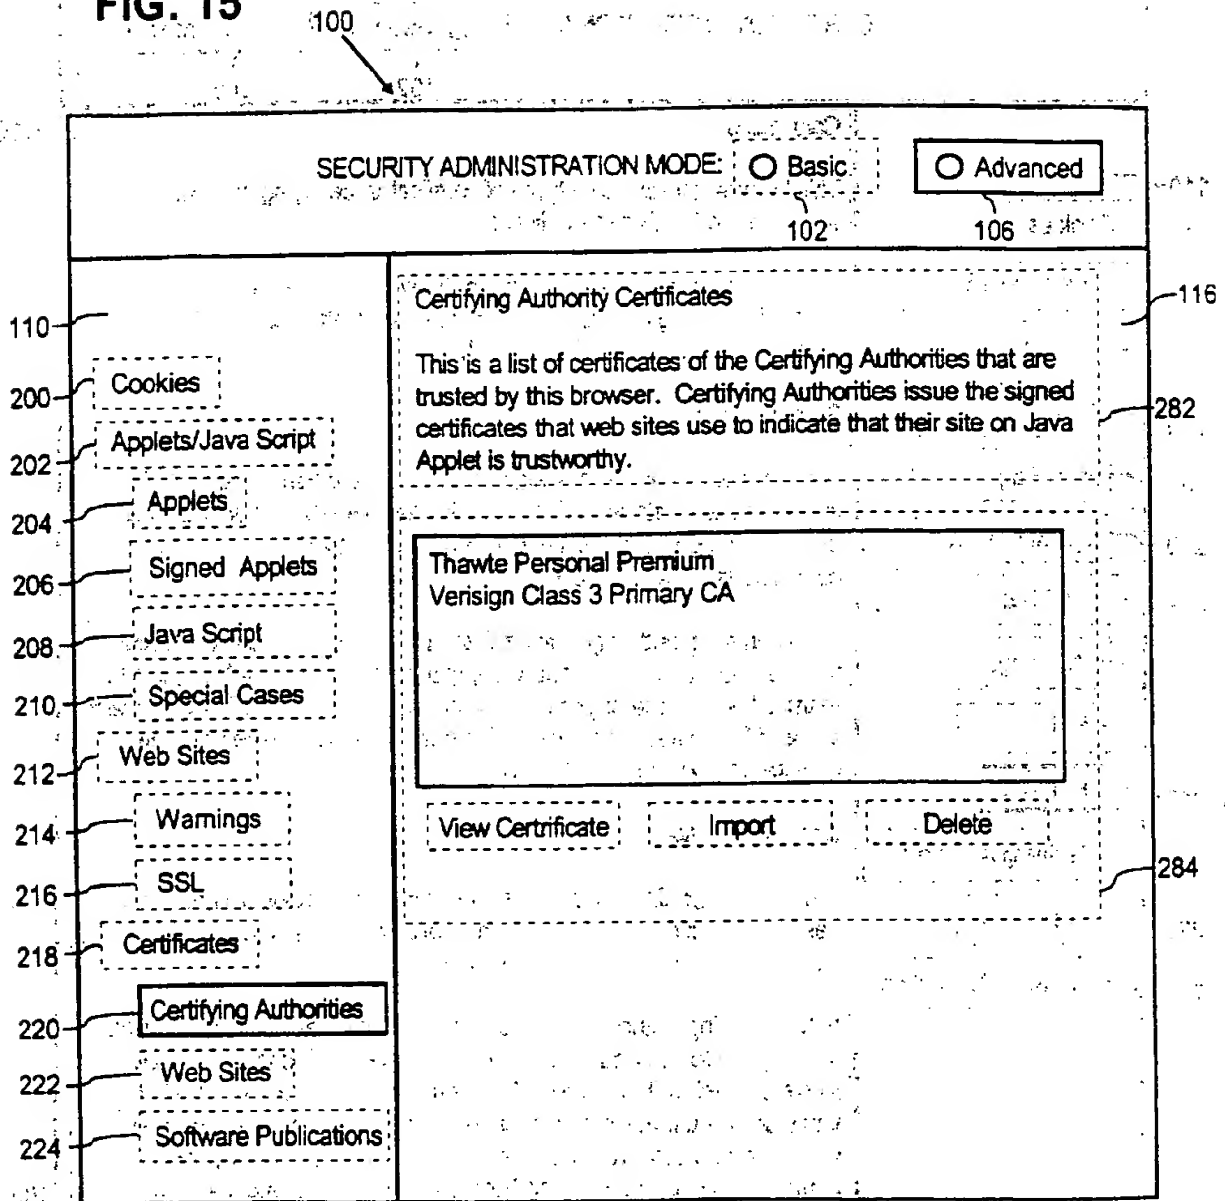 FIG. 15
100
SECURITY ADMINISTRATION MODE: Basic Advanced
102 106
110
200 Cookies
202 Applets/Java Script
204 Applets
206 Signed Applets
208 Java Script
210 Special Cases
212 Web Sites
214 Warnings
216 SSL
218 Certificates
220 Certifying Authorities
222 Web Sites
224 Software Publications
116
Certifying Authority Certificates
This is a list of certificates of the Certifying Authorities that are
trusted by this browser. Certifying Authorities issue the signed
certificates that web sites use to indicate that their site on Java
Applet is trustworthy.
282
Thawte Personal Premium
Verisign Class 3 Primary CA
View Certrificate Import Delete
284